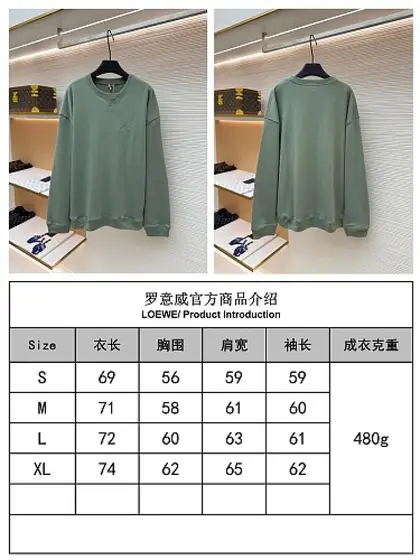 罗意威官方商品介绍
LOEWE/ Product Introduction
Size 衣长 胸围 肩宽 袖长 成衣克重
S 69 56 59 59
M 71 58 61 60
L 72 60 63 61
XL 74 62 65 62
480g